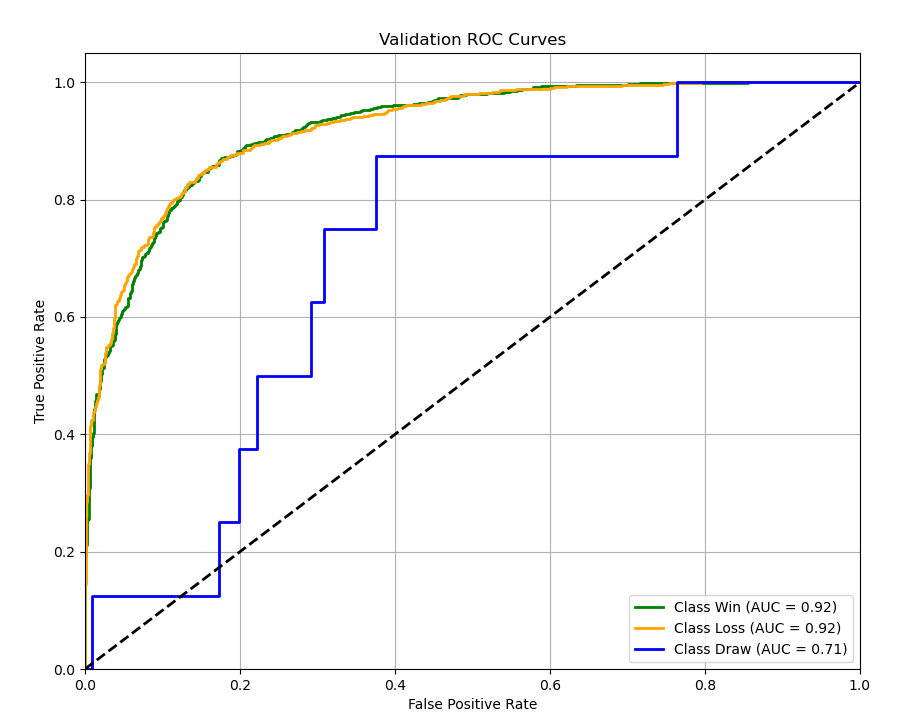 Validation ROC Curves
True Positive Rate
1.0
0.8
0.6
0.4
0.2
0.0
0.0 0.2 0.4 0.6 0.8 1.0
False Positive Rate
Class Win (AUC = 0.92)
Class Loss (AUC = 0.92)
Class Draw (AUC = 0.71)